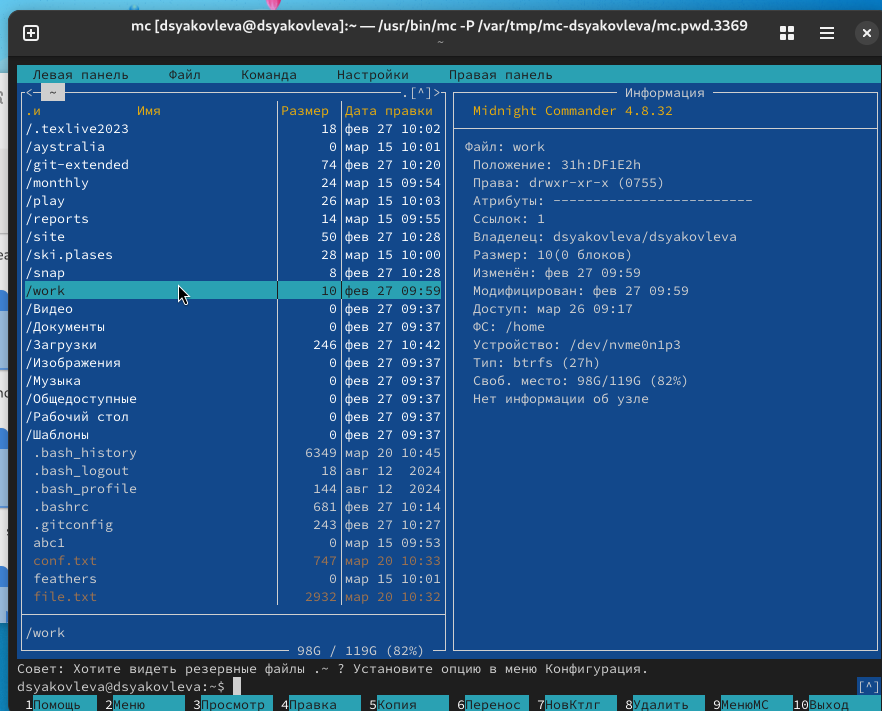 mc [dsyakovleva@dsyakovleva]:~ — /usr/bin/mc -P /var/tmp/mc-dsyakovleva/mc.pwd.3369
~
Левая панель Файл Команда Настройки Правая панель
<─ ~ .[^]>
.и Имя Размер Дата правки
/.texlive2023 18 фев 27 10:02
/aystralia 0 мар 15 10:01
/git-extended 74 фев 27 10:20
/monthly 24 мар 15 09:54
/play 26 мар 15 10:03
/reports 14 мар 15 09:55
/site 50 фев 27 10:28
/ski.plases 28 мар 15 10:00
/snap 8 фев 27 10:28
/work 10 фев 27 09:59
/Видео 0 фев 27 09:37
/Документы 0 фев 27 09:37
/Загрузки 246 фев 27 10:42
/Изображения 0 фев 27 09:37
/Музыка 0 фев 27 09:37
/Общедоступные 0 фев 27 09:37
/Рабочий стол 0 фев 27 09:37
/Шаблоны 0 фев 27 09:37
.bash_history 6349 мар 20 10:45
.bash_logout 18 авг 12 2024
.bash_profile 144 авг 12 2024
.bashrc 681 фев 27 10:14
.gitconfig 243 фев 27 10:27
abc1 0 мар 15 09:53
conf.txt 747 мар 20 10:33
feathers 0 мар 15 10:01
file.txt 2932 мар 20 10:32
/work
98G / 119G (82%)
Информация
Midnight Commander 4.8.32
Файл: work
Положение: 31h:DF1E2h
Права: drwxr-xr-x (0755)
Атрибуты: -------------------------
Ссылок: 1
Владелец: dsyakovleva/dsyakovleva
Размер: 10(0 блоков)
Изменён: фев 27 09:59
Модифицирован: фев 27 09:59
Доступ: мар 26 09:17
ФС: /home
Устройство: /dev/nvme0n1p3
Тип: btrfs (27h)
Своб. место: 98G/119G (82%)
Нет информации об узле
Совет: Хотите видеть резервные файлы .~ ? Установите опцию в меню Конфигурация.
dsyakovleva@dsyakovleva:~$ [^]
1Помощь 2Меню 3Просмотр 4Правка 5Копия 6Перенос 7НовКтлг 8Удалить 9МенюМС 10Выход